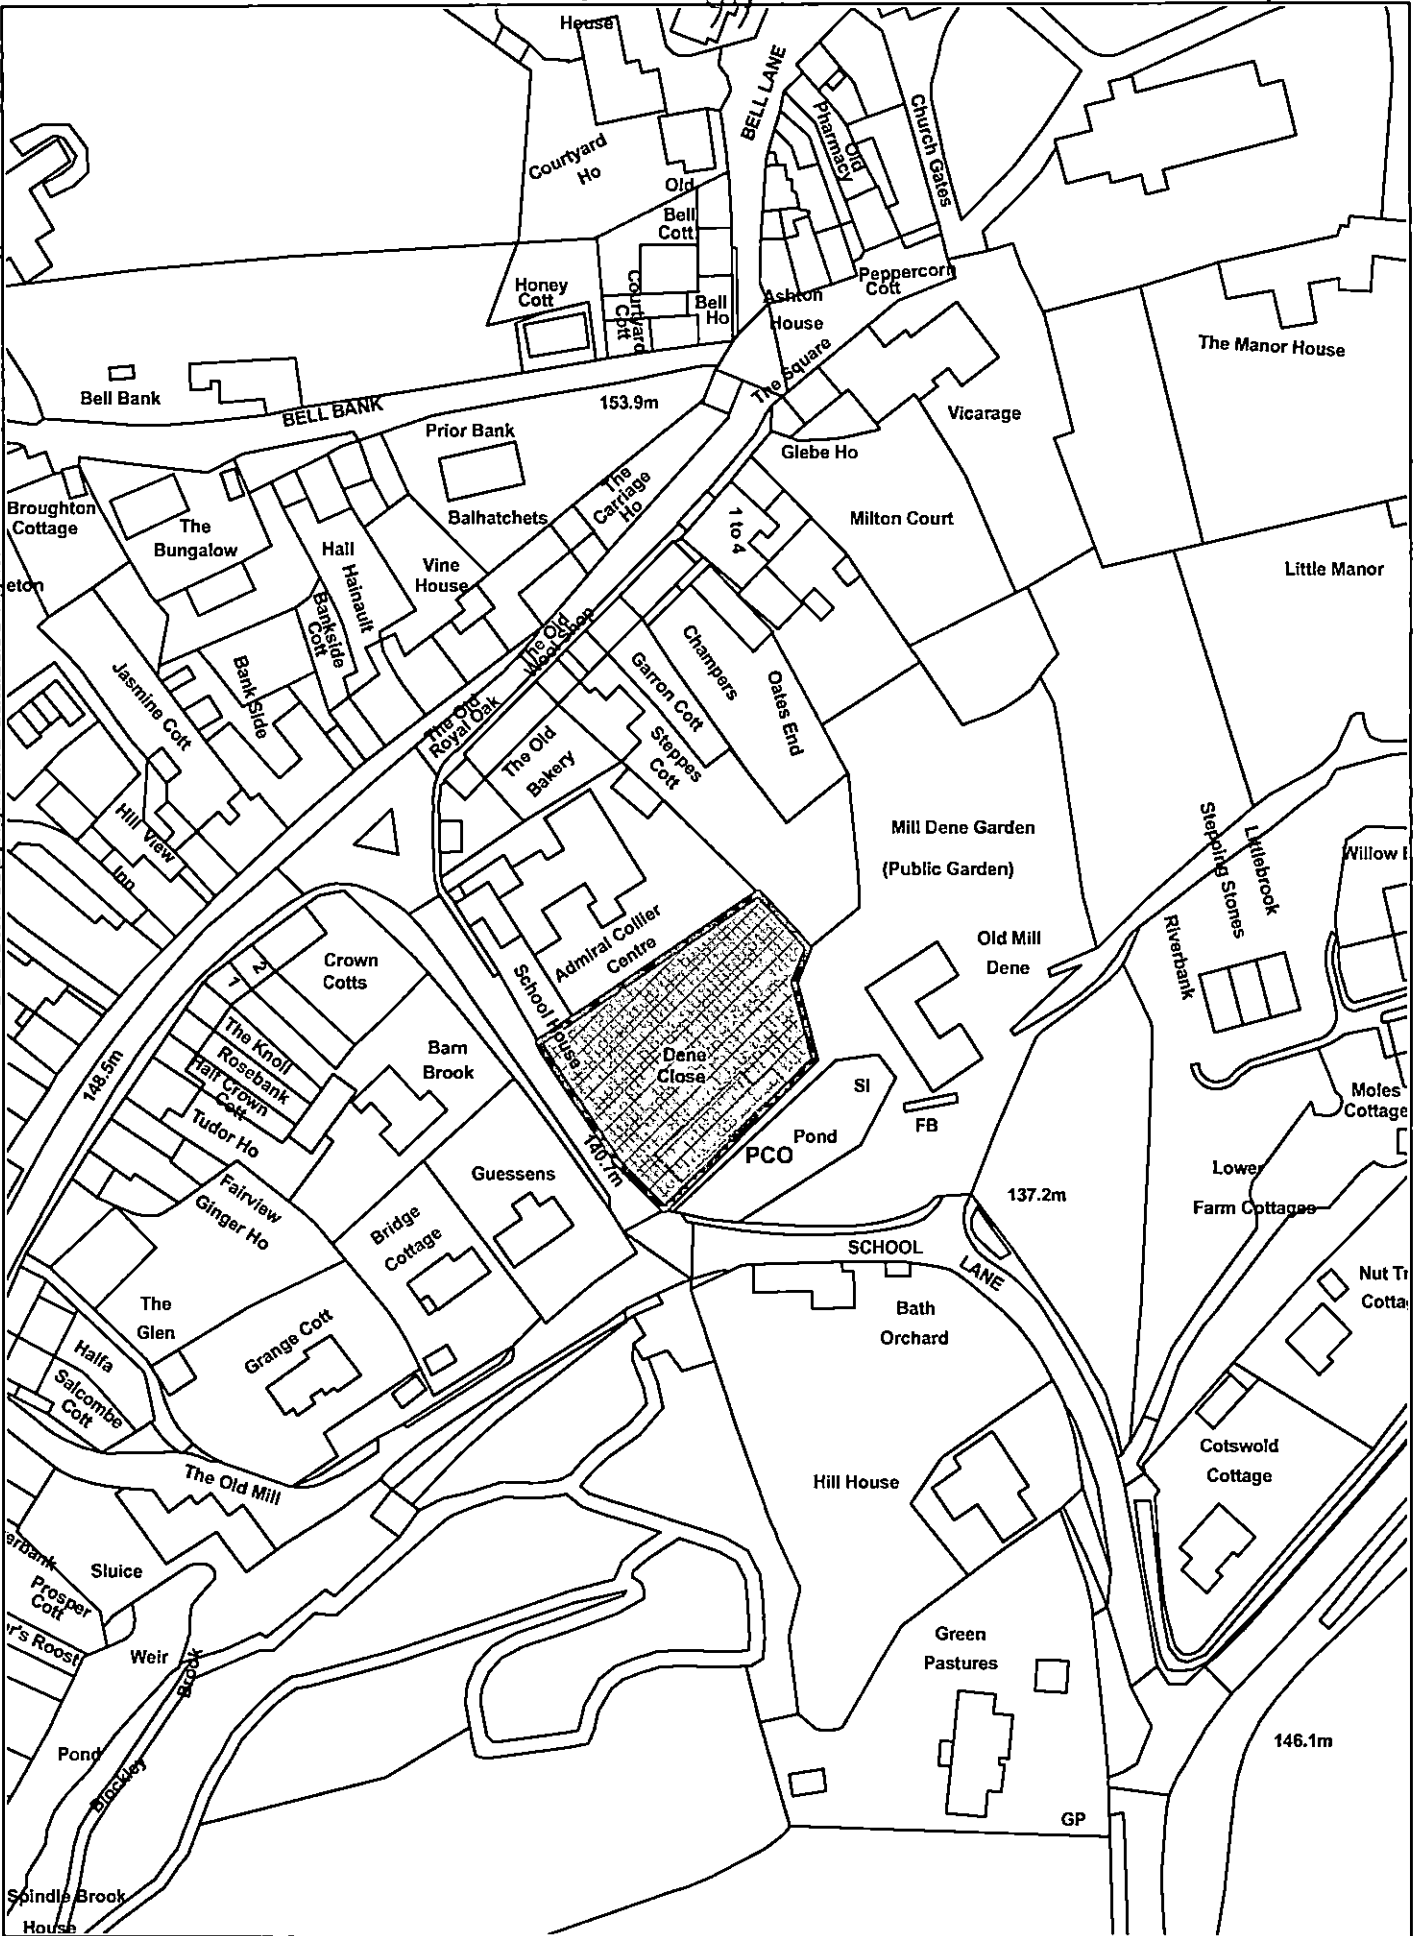 House
BELL LANE
Old
Pharmacy
Church Gates
Courtyard
Ho
Old
Bell
Cott
Honey
Cott
Courtyard
Cott
Bell
Ho
Ashton
House
Peppercorn
Cott
The Square
The Manor House
Bell Bank
BELL BANK
153.9m
Vicarage
Prior Bank
Glebe Ho
Broughton
Cottage
The
Bungalow
The
Carriage
Ho
Balhatchets
1 to 4
Milton Court
Hall
Hainault
Vine
House
Little Manor
eton
Bankside
Cott
The Old
Wool Shop
Jasmine Cott
Bank Side
Champers
Garron Cott
Oates End
The Old
Royal Oak
The Old
Bakery
Steppes
Cott
Hill View
Inn
Mill Dene Garden
(Public Garden)
Stepping Stones
Littlebrook
Willow
Riverbank
Admiral Collier
Centre
Old Mill
Dene
Crown
Cotts
2
1
School House
The Knoll
Rosebank
Half Crown
Cott
Tudor Ho
148.5m
Barn
Brook
Dene
Close
Sl
FB
Pond
PCO
Moles
Cottage
140.7m
Guessens
Fairview
Ginger Ho
Bridge
Cottage
137.2m
Lower
Farm Cottages
SCHOOL
LANE
Nut Tr
Cotta
The
Glen
Grange Cott
Bath
Orchard
Halfa
Salcombe
Cott
Cotswold
Cottage
The Old Mill
Hill House
erbank
Sluice
Prosper
Cott
r's Roost
Weir
Brook
Green
Pastures
Pond
Blockley
146.1m
GP
Spindle Brook
House